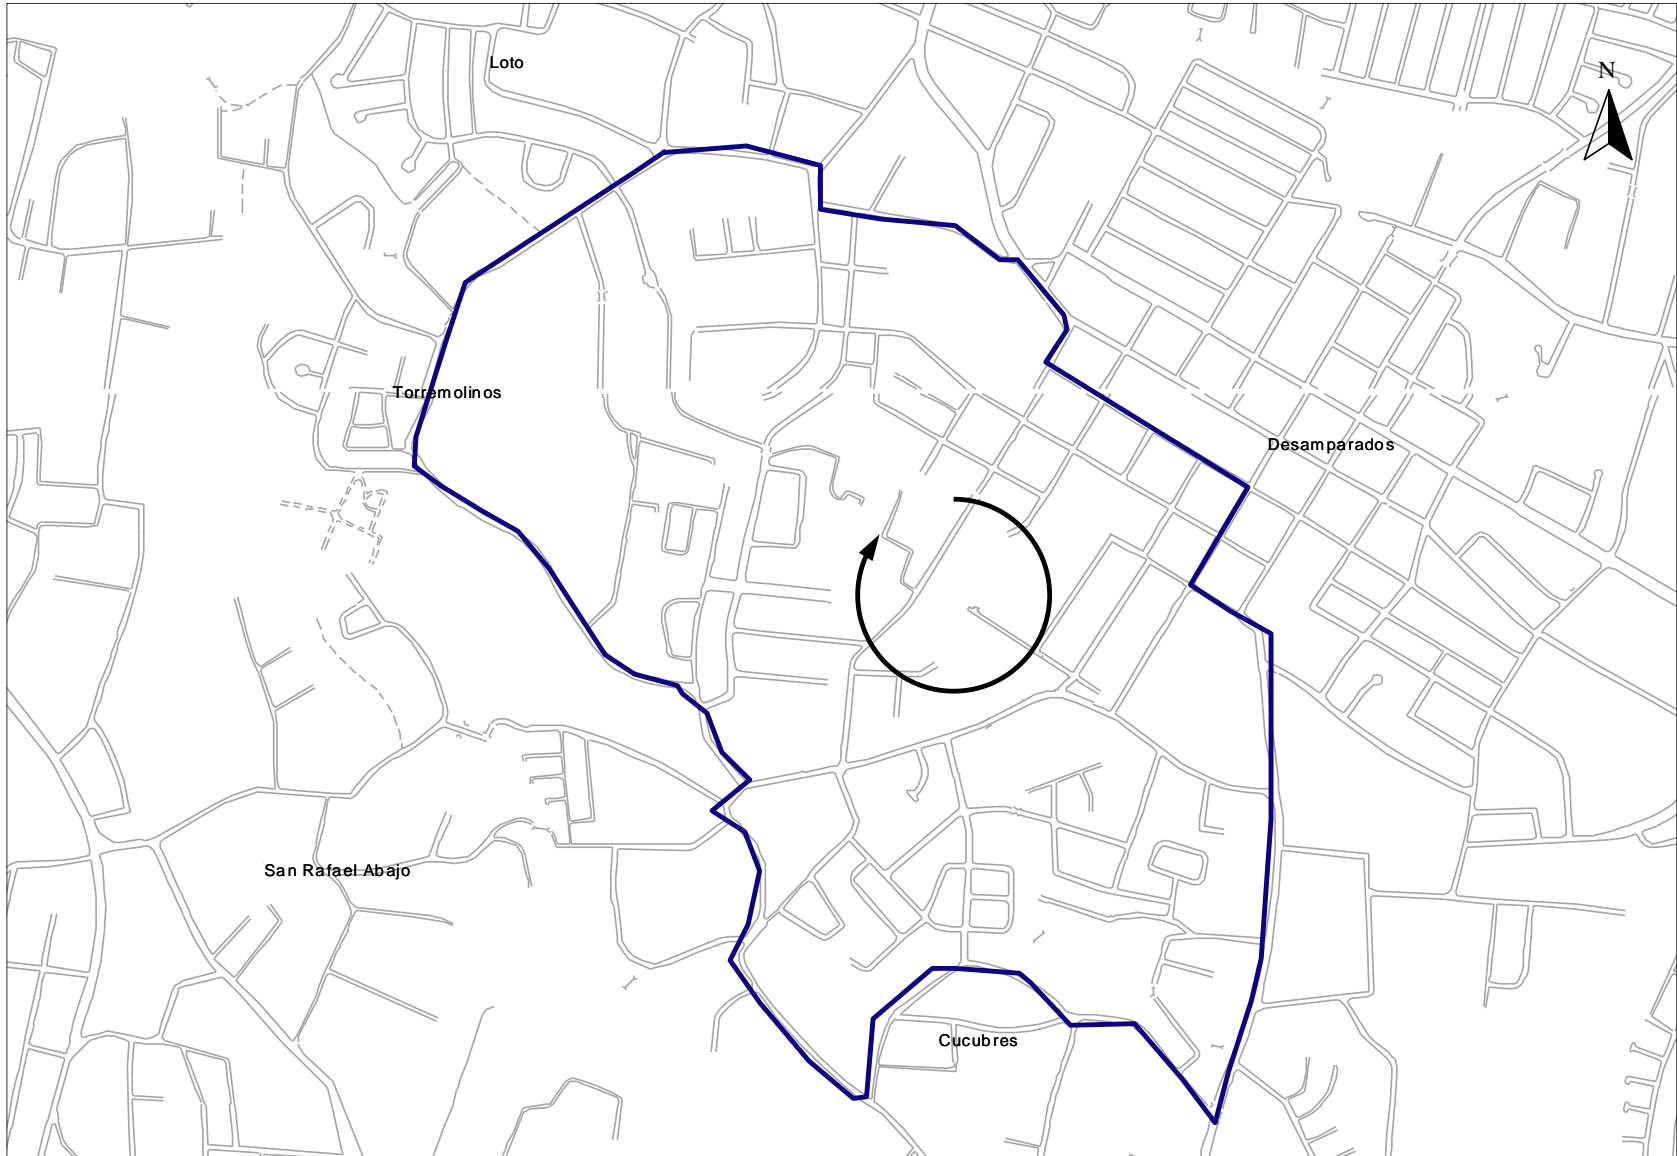 Loto
N
Torremolinos
Desamparados
San Rafael Abajo
Cucubres